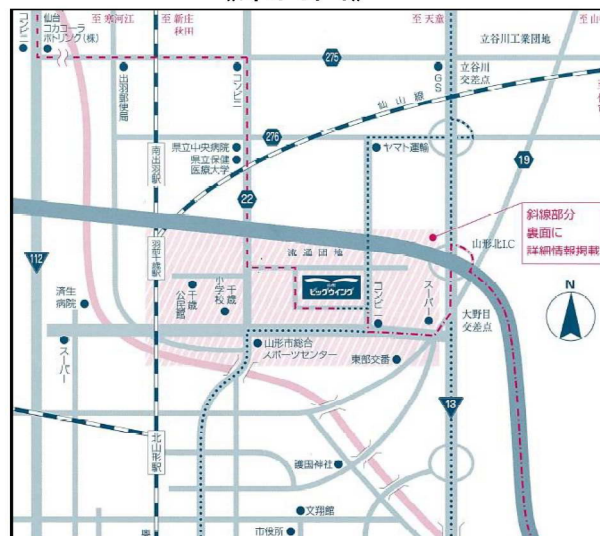 至 寒河江
至 新庄
秋田
至 天童
コンビニ
仙台
コカコーラ
ボトリング(株)
出羽郵便局
コンビニ
275
GS
立谷川
交差点
立谷川工業団地
仙山線
276
19
南出羽駅
県立中央病院
県立保健
医療大学
ヤマト運輸
22
斜線部分
裏面に
詳細情報掲載
112
羽前千歳駅
流通団地
山形北I.C
済生
病院
千歳
公民館
千歳
小学校
ビッグウイング
コンビニ
スーパー
N
大野目
交差点
スーパー
山形市総合
スポーツセンター
東部交番
13
北山形駅
護国神社
文翔館
市役所